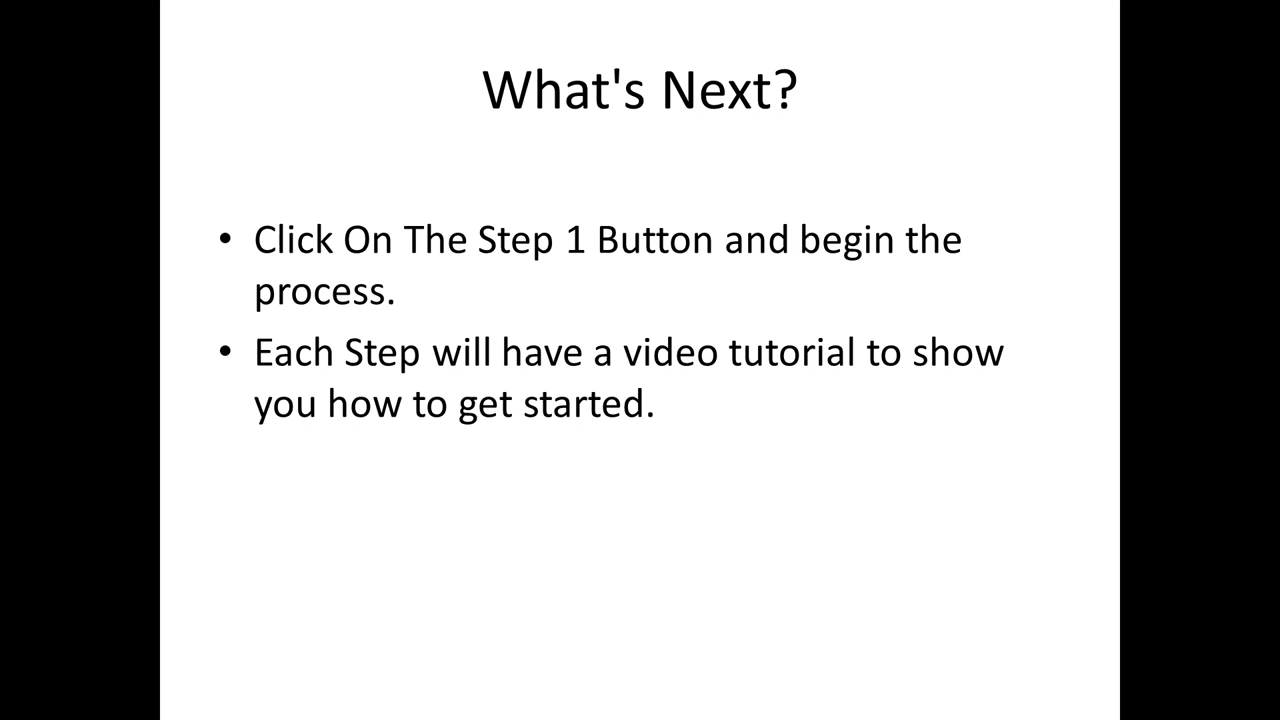 What's Next?
• Click On The Step 1 Button and begin the
process.
• Each Step will have a video tutorial to show
you how to get started.